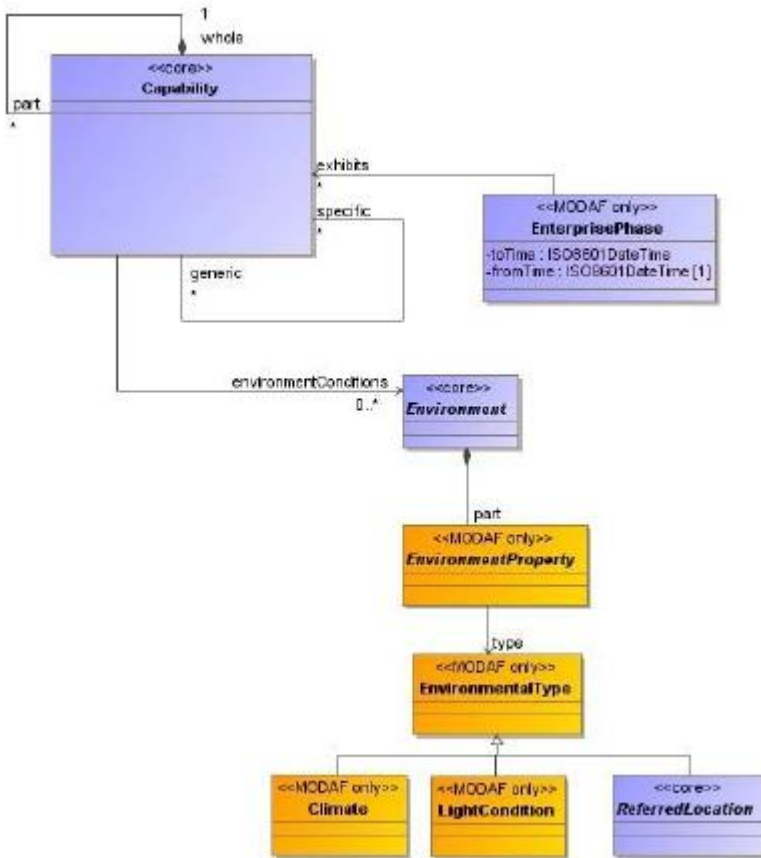 1
whole
<<core>>
Capability
part
*
exhibits
*
<<MODAF only>>
EnterprisePhase
-toTime : ISO8601DateTime
-fromTime : ISO8601DateTime [1]
specific
*
generic
*
environmentConditions
0..*
<<core>>
Environment
part
<<MODAF only>>
EnvironmentProperty
type
<<MODAF only>>
EnvironmentalType
<<MODAF only>>
Climate
<<MODAF only>>
LightCondition
<<core>>
ReferredLocation